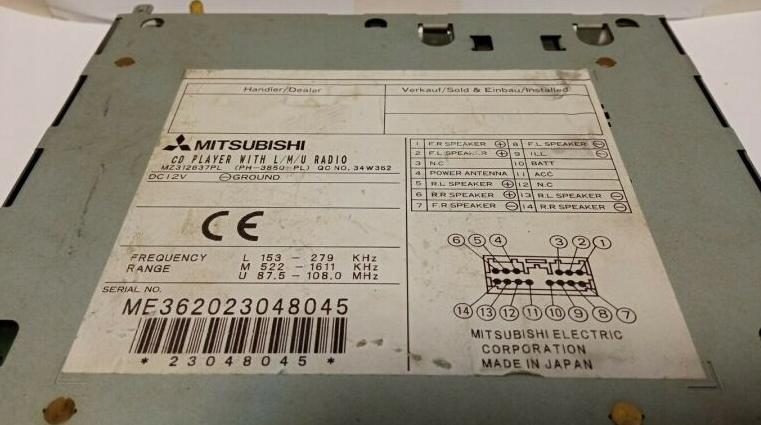 Handler/Dealer
Verkauf/Sold & Einbau/Installed
MITSUBISHI
CD PLAYER WITH L/M/U RADIO
MZ312637PL (PH-3850-PL) QC NO. 34W362
DC12V ⊖GROUND
CE
FREQUENCY RANGE
L 153 - 279 KHz
M 522 - 1611 KHz
U 87.5 - 108.0 MHz
SERIAL NO.
ME362023048045
*23048045*
1 F.R SPEAKER ⊕ 8 F.L SPEAKER ⊖
2 F.L SPEAKER ⊕ 9 ILL ⊖
3 N.C 10 BATT
4 POWER ANTENNA 11 ACC
5 R.L SPEAKER ⊕ 12 N.C
6 R.R SPEAKER ⊕ 13 R.L SPEAKER ⊖
7 F.R SPEAKER ⊖ 14 R.R SPEAKER ⊖
6 5 4 3 2 1
14 13 12 11 10 9 8 7
MITSUBISHI ELECTRIC
CORPORATION
MADE IN JAPAN